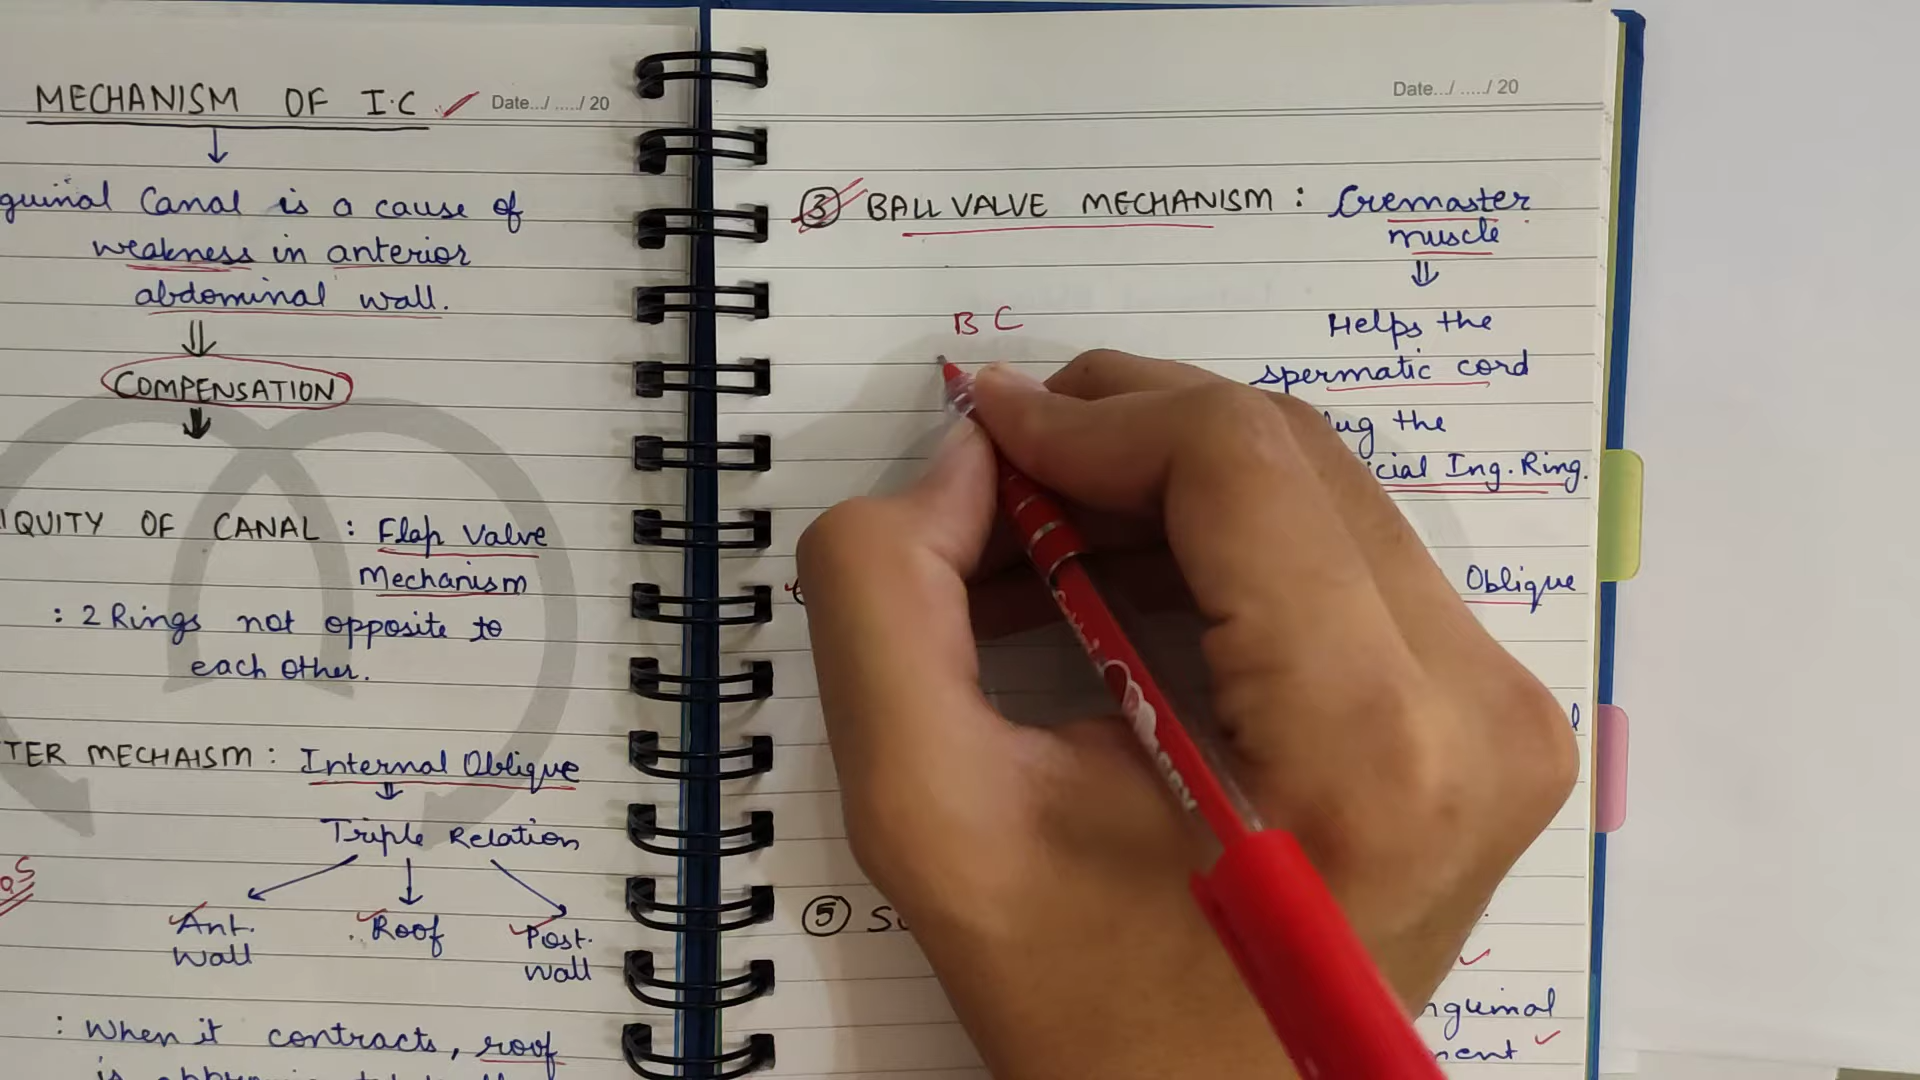 MECHANISM OF I.C
Date.../ ...../ 20
guinal Canal is a cause of
weakness in anterior
abdominal wall.
COMPENSATION
IQUITY OF CANAL : Flap Valve
Mechanism
: 2 Rings not opposite to
each other.
TER MECHAISM : Internal Oblique
Triple Relation
Ant. Roof Post.
wall wall
: When it contracts, roof
Date.../ ...../ 20
③ BALL VALVE MECHANISM : Cremaster
muscle
B C
Helps the
spermatic cord
lug the
icial Ing. Ring.
Oblique
⑤
nguinal
ment